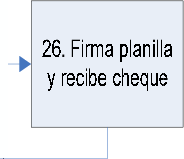 26. Firma planilla
y recibe cheque